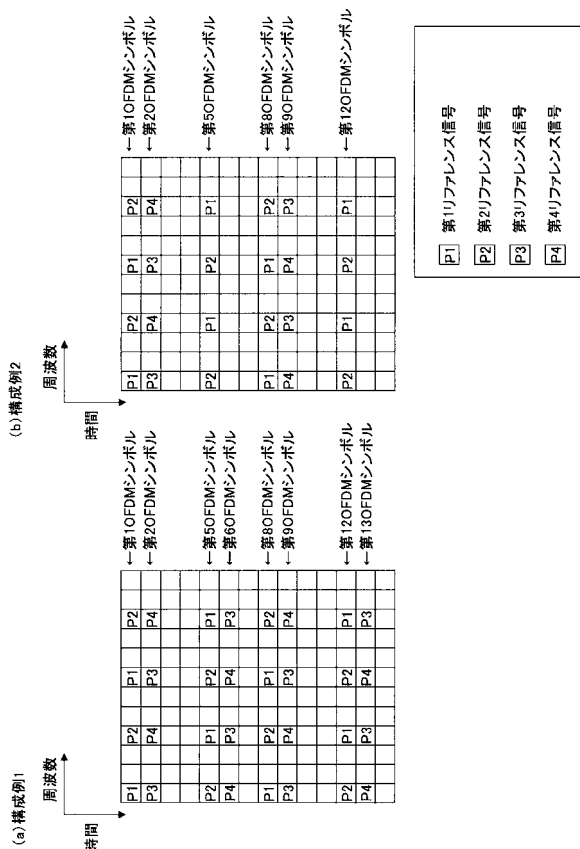 (a)構成例1
周波数
時間
P1 P2 P1 P2 ←第1OFDMシンボル
P3 P4 P3 P4 ←第2OFDMシンボル
P2 P1 P2 P1 ←第5OFDMシンボル
P4 P3 P4 P3 ←第6OFDMシンボル
P1 P2 P1 P2 ←第8OFDMシンボル
P3 P4 P3 P4 ←第9OFDMシンボル
P2 P1 P2 P1 ←第12OFDMシンボル
P4 P3 P4 P3 ←第13OFDMシンボル
(b)構成例2
周波数
時間
P1 P2 P1 P2 ←第1OFDMシンボル
P3 P4 P3 P4 ←第2OFDMシンボル
P2 P1 P2 P1 ←第5OFDMシンボル
P1 P2 P1 P2 ←第8OFDMシンボル
P4 P3 P4 P3 ←第9OFDMシンボル
P2 P1 P2 P1 ←第12OFDMシンボル
P1 第1リファレンス信号
P2 第2リファレンス信号
P3 第3リファレンス信号
P4 第4リファレンス信号